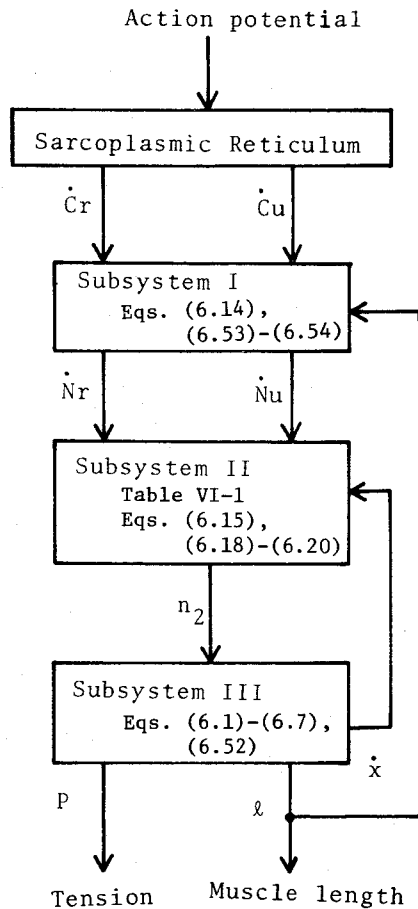 Action potential
Sarcoplasmic Reticulum
Ċr Ċu
Subsystem I
Eqs. (6.14),
(6.53)-(6.54)
Ṅr Ṅu
Subsystem II
Table VI-1
Eqs. (6.15),
(6.18)-(6.20)
n₂
Subsystem III
Eqs. (6.1)-(6.7),
(6.52)
ẋ
P ℓ
Tension Muscle length